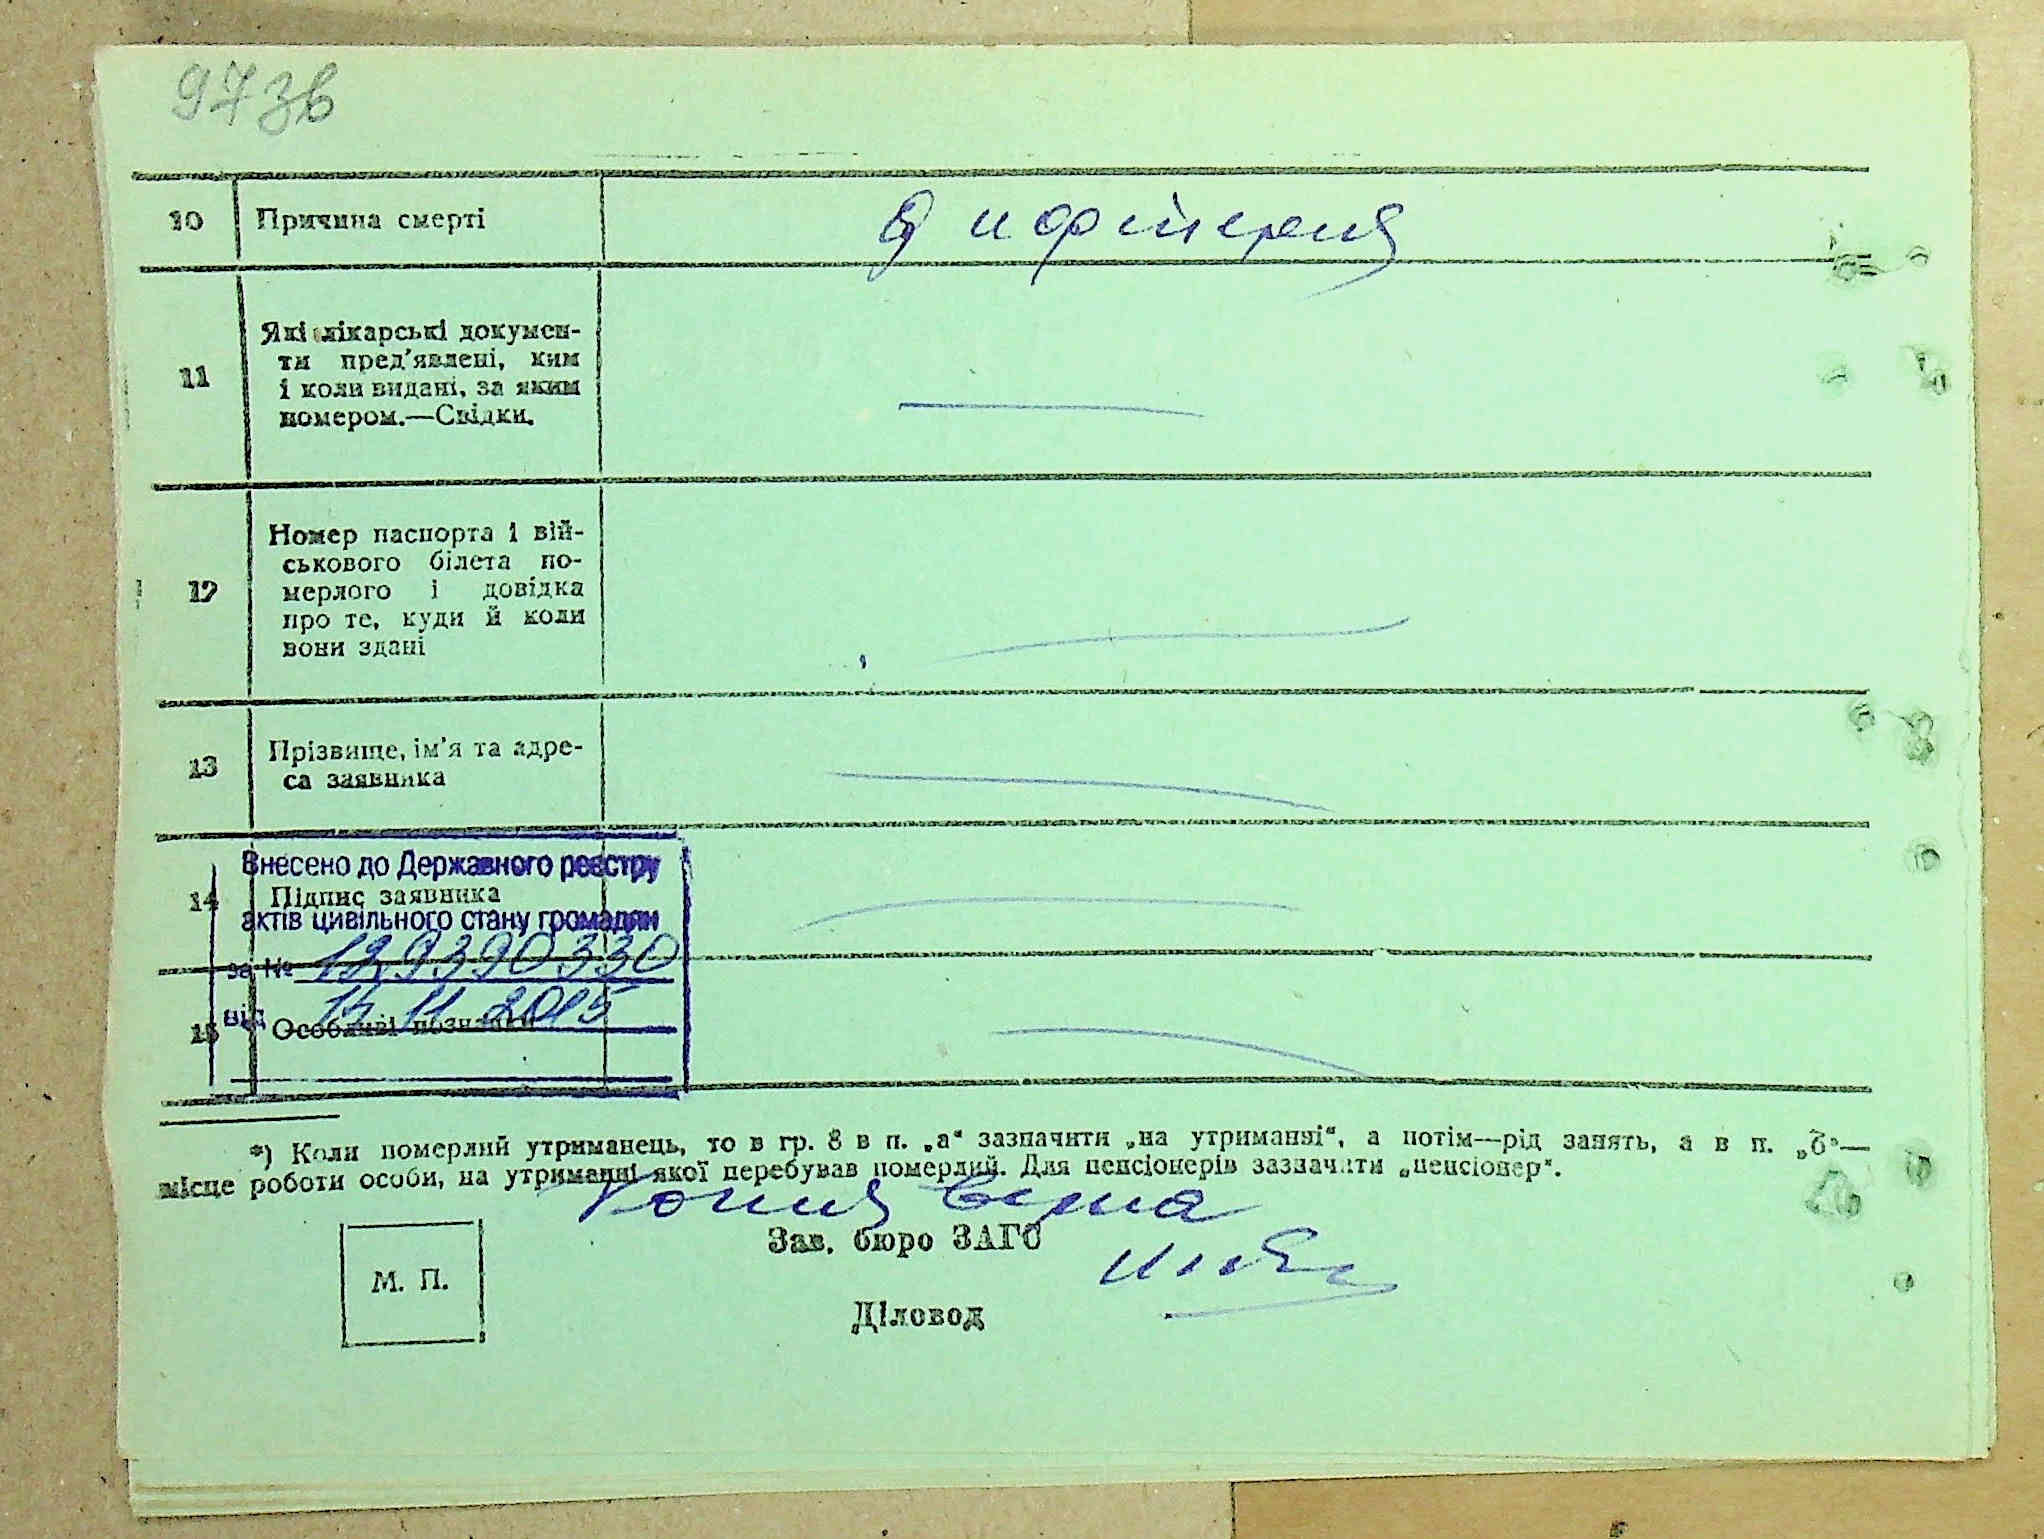 97 зв
10 Причина смерті Дифтерия
11 Які лікарські докумен-
ти пред'явлені, ким
і коли видані, за яким
номером.—Свідки.
12 Номер паспорта і вій-
ськового білета по-
мерлого і довідка
про те, куди й коли
вони здані
13 Прізвище, ім'я та адре-
са заявника
Внесено до Державного реєстру
14 Підпис заявника
актів цивільного стану громадян
за №
від 11 2015
15 Особливі позначки
*) Коли померлий утриманець, то в гр. 8 в п. „а“ зазначити „на утриманні“, а потім—рід занять, а в п. „б“—
місце роботи особи, на утриманні якої перебував померлий. Для пенсіонерів зазначити „пенсіонер“.
Копия верна
Зав. бюро ЗАГС
М. П.
Діловод